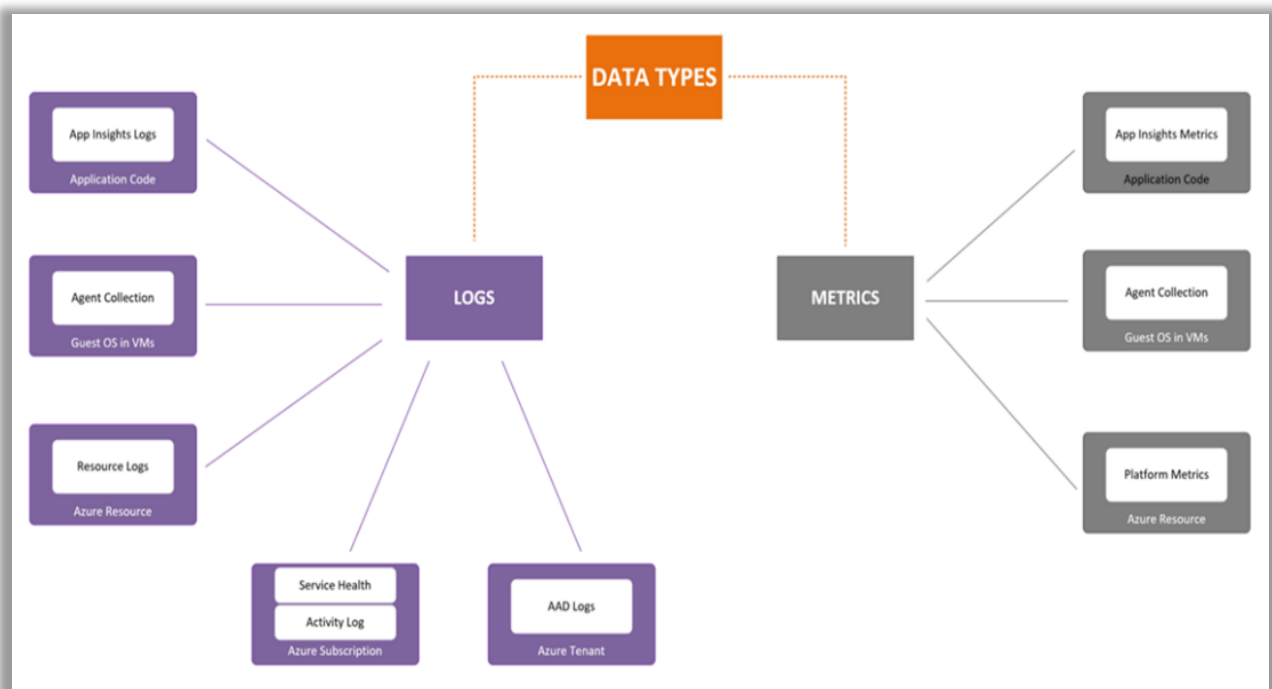 DATA TYPES
App Insights Logs
Application Code
App Insights Metrics
Application Code
Agent Collection
Guest OS in VMs
LOGS
METRICS
Agent Collection
Guest OS in VMs
Resource Logs
Azure Resource
Platform Metrics
Azure Resource
Service Health
Activity Log
Azure Subscription
AAD Logs
Azure Tenant